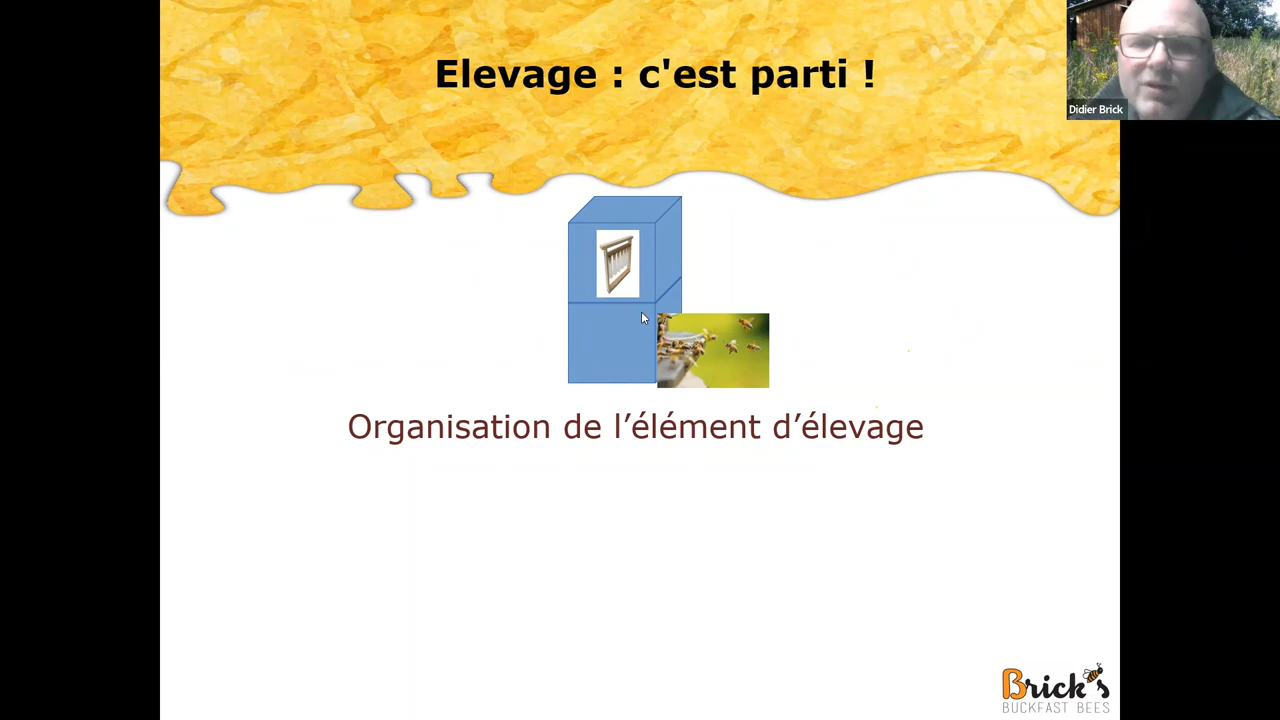 Elevage : c'est parti !
Didier Brick
Organisation de l’élément d’élevage
Brick's
BUCKFAST BEES